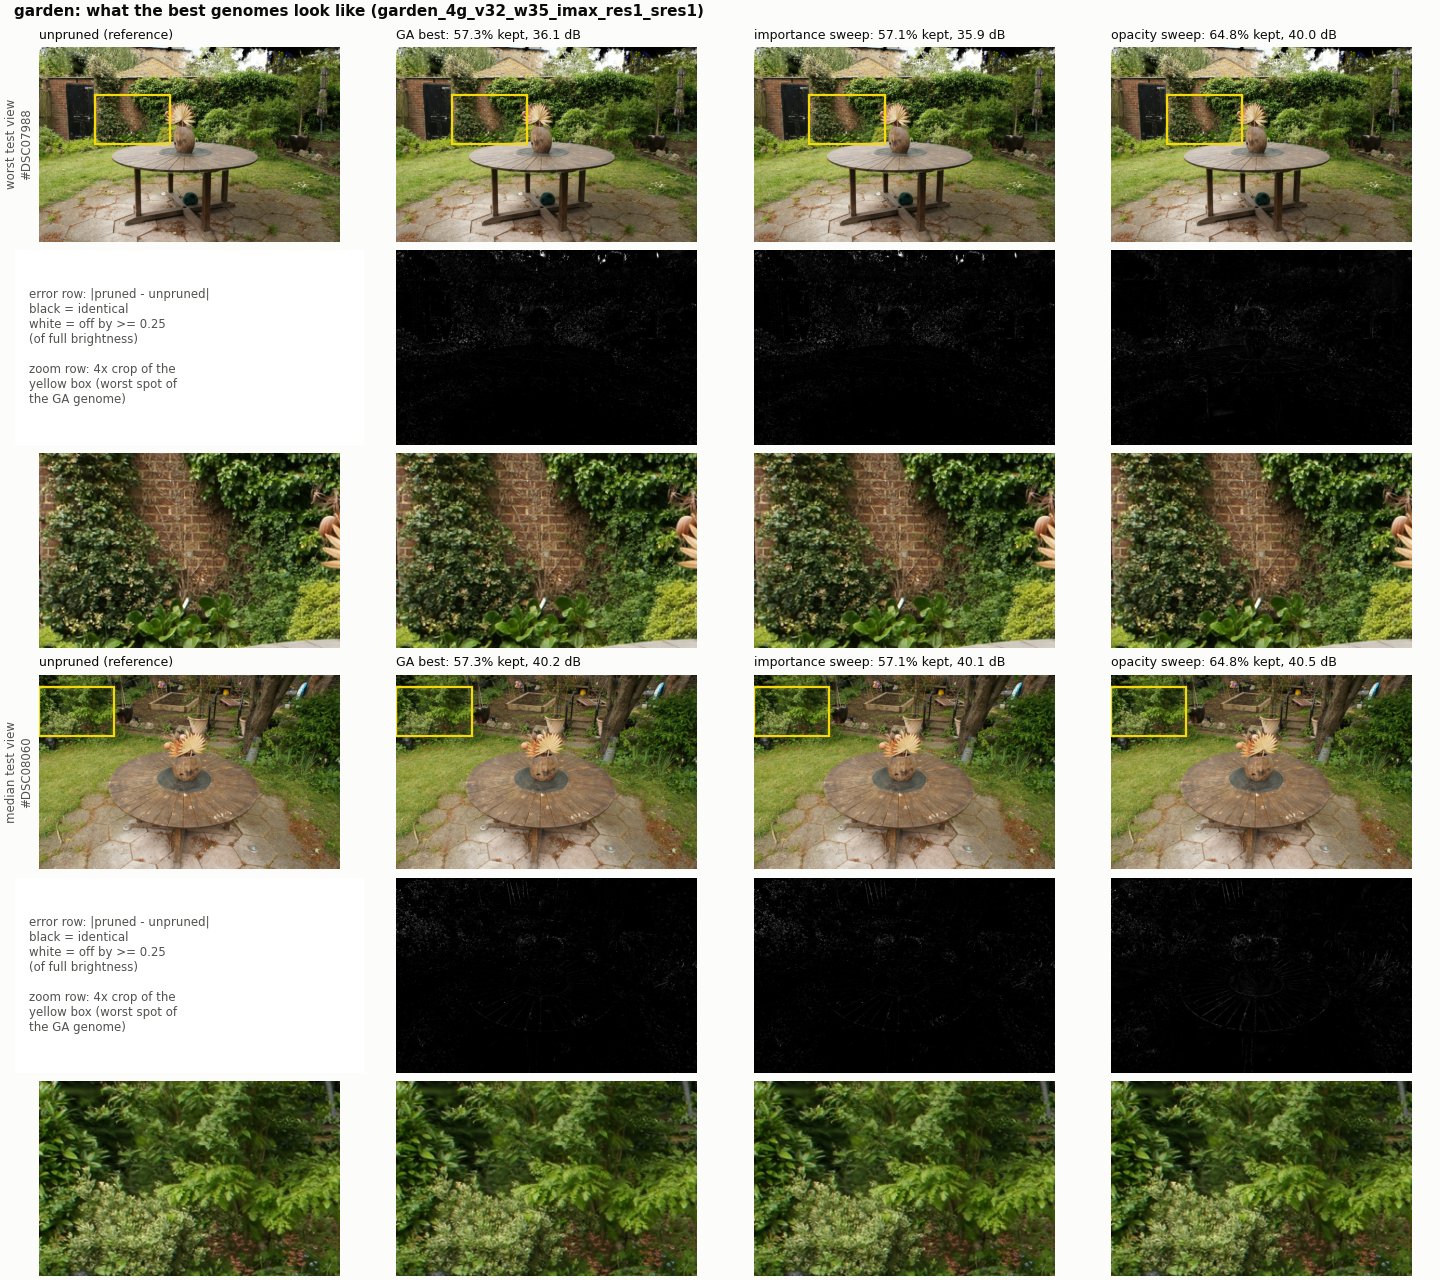 garden: what the best genomes look like (garden_4g_v32_w35_imax_res1_sres1)
unpruned (reference)
GA best: 57.3% kept, 36.1 dB
importance sweep: 57.1% kept, 35.9 dB
opacity sweep: 64.8% kept, 40.0 dB
worst test view
#DSC07988
error row: |pruned - unpruned|
black = identical
white = off by >= 0.25
(of full brightness)
zoom row: 4x crop of the
yellow box (worst spot of
the GA genome)
unpruned (reference)
GA best: 57.3% kept, 40.2 dB
importance sweep: 57.1% kept, 40.1 dB
opacity sweep: 64.8% kept, 40.5 dB
median test view
#DSC08060
error row: |pruned - unpruned|
black = identical
white = off by >= 0.25
(of full brightness)
zoom row: 4x crop of the
yellow box (worst spot of
the GA genome)